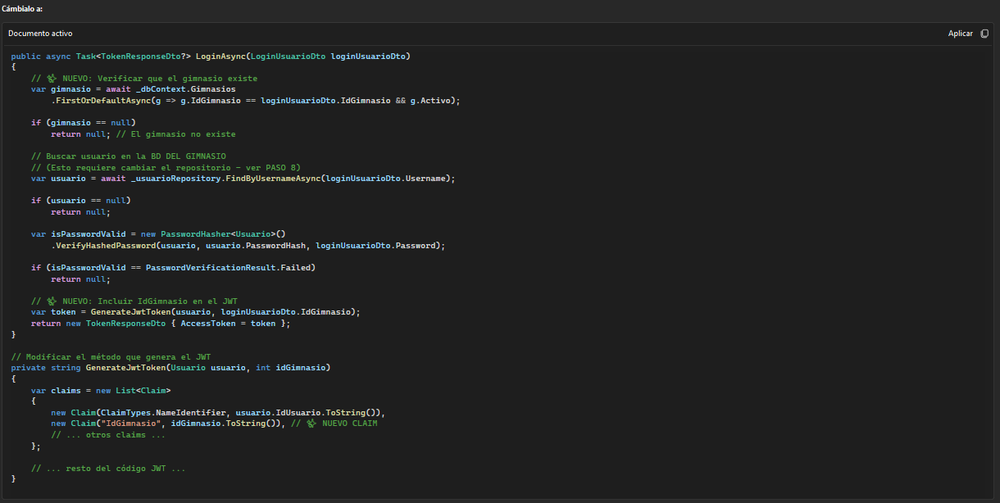 Cámbialo a:
Documento activo
Aplicar
public async Task<TokenResponseDto?> LoginAsync(LoginUsuarioDto loginUsuarioDto)
{
    // NUEVO: Verificar que el gimnasio existe
    var gimnasio = await _dbContext.Gimnasios
        .FirstOrDefaultAsync(g => g.IdGimnasio == loginUsuarioDto.IdGimnasio && g.Activo);

    if (gimnasio == null)
        return null; // El gimnasio no existe

    // Buscar usuario en la BD DEL GIMNASIO
    // (Esto requiere cambiar el repositorio - ver PASO 8)
    var usuario = await _usuarioRepository.FindByUsernameAsync(loginUsuarioDto.Username);

    if (usuario == null)
        return null;

    var isPasswordValid = new PasswordHasher<Usuario>()
        .VerifyHashedPassword(usuario, usuario.PasswordHash, loginUsuarioDto.Password);

    if (isPasswordValid == PasswordVerificationResult.Failed)
        return null;

    // NUEVO: Incluir IdGimnasio en el JWT
    var token = GenerateJwtToken(usuario, loginUsuarioDto.IdGimnasio);
    return new TokenResponseDto { AccessToken = token };
}

// Modificar el método que genera el JWT
private string GenerateJwtToken(Usuario usuario, int idGimnasio)
{
    var claims = new List<Claim>
    {
        new Claim(ClaimTypes.NameIdentifier, usuario.IdUsuario.ToString()),
        new Claim("IdGimnasio", idGimnasio.ToString()), // NUEVO CLAIM
        // ... otros claims ...
    };

    // ... resto del código JWT ...
}